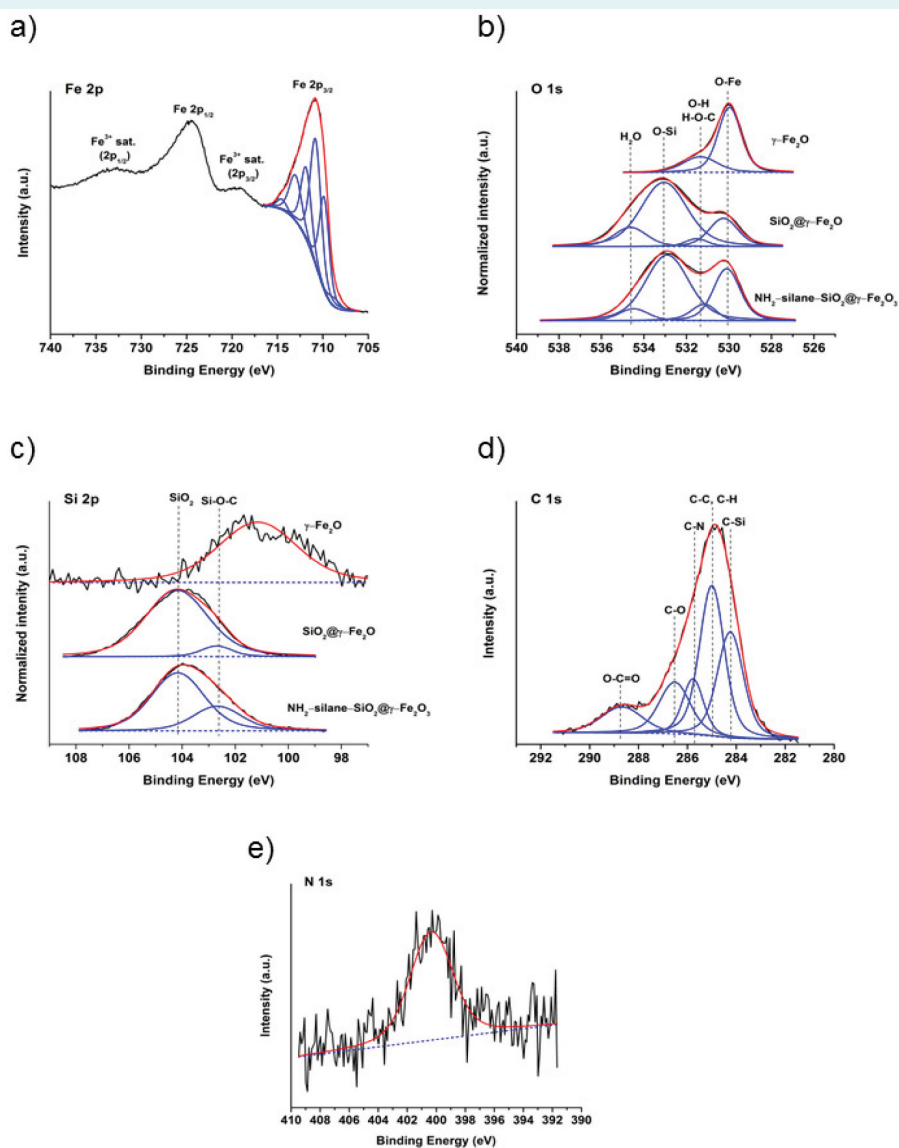 a)
Fe 2p
Fe 2p3/2
Fe 2p1/2
Fe3+ sat.
(2p1/2)
Fe3+ sat.
(2p3/2)
Intensity (a.u.)
740 735 730 725 720 715 710 705
Binding Energy (eV)
b)
O 1s
O-Fe
O-H
H-O-C
O-Si
H2O
γ–Fe2O
SiO2@γ–Fe2O
NH2–silane–SiO2@γ–Fe2O3
Normalized intensity (a.u.)
540 538 536 534 532 530 528 526
Binding Energy (eV)
c)
Si 2p
SiO2
Si-O-C
γ–Fe2O
SiO2@γ–Fe2O
NH2–silane–SiO2@γ–Fe2O3
Normalized intenity (a.u.)
108 106 104 102 100 98
Binding Energy (eV)
d)
C 1s
C-C, C-H
C-N
C-Si
C-O
O-C=O
Intensity (a.u.)
292 290 288 286 284 282 280
Binding Energy (eV)
e)
N 1s
Intensity (a.u.)
410 408 406 404 402 400 398 396 394 392 390
Binding Energy (eV)